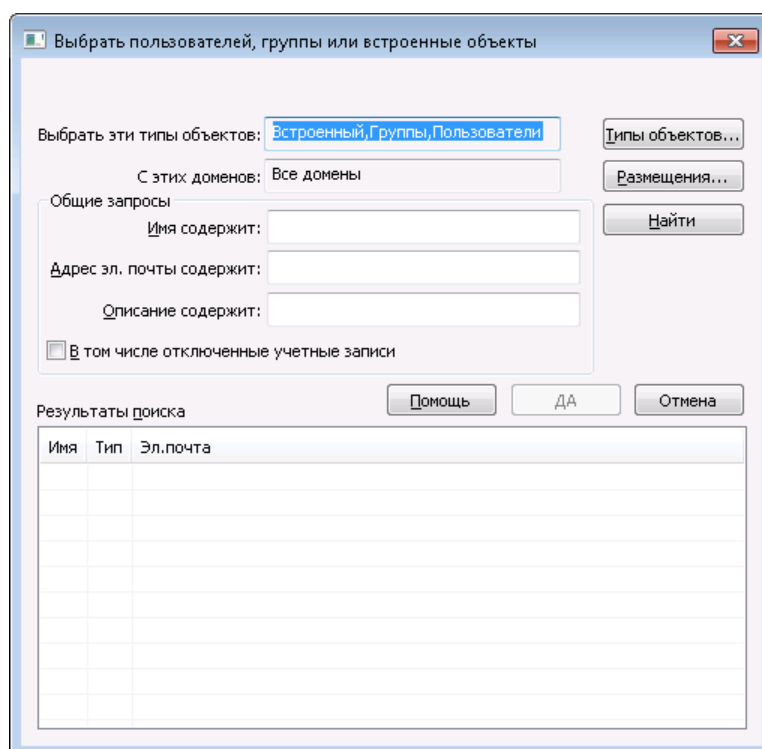 Выбрать пользователей, группы или встроенные объекты
Выбрать эти типы объектов: Встроенный,Группы,Пользователи Типы объектов...
С этих доменов: Все домены Размещения...
Общие запросы
Имя содержит: Найти
Адрес эл. почты содержит:
Описание содержит:
В том числе отключенные учетные записи
Помощь ДА Отмена
Результаты поиска
Имя Тип Эл.почта